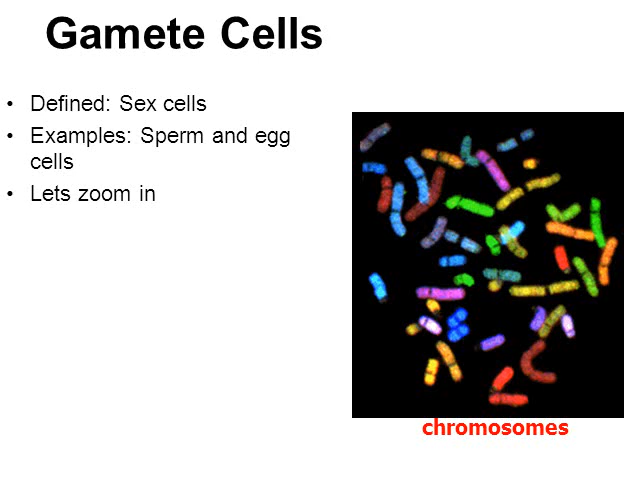 Gamete Cells
• Defined: Sex cells
• Examples: Sperm and egg
cells
• Lets zoom in
chromosomes